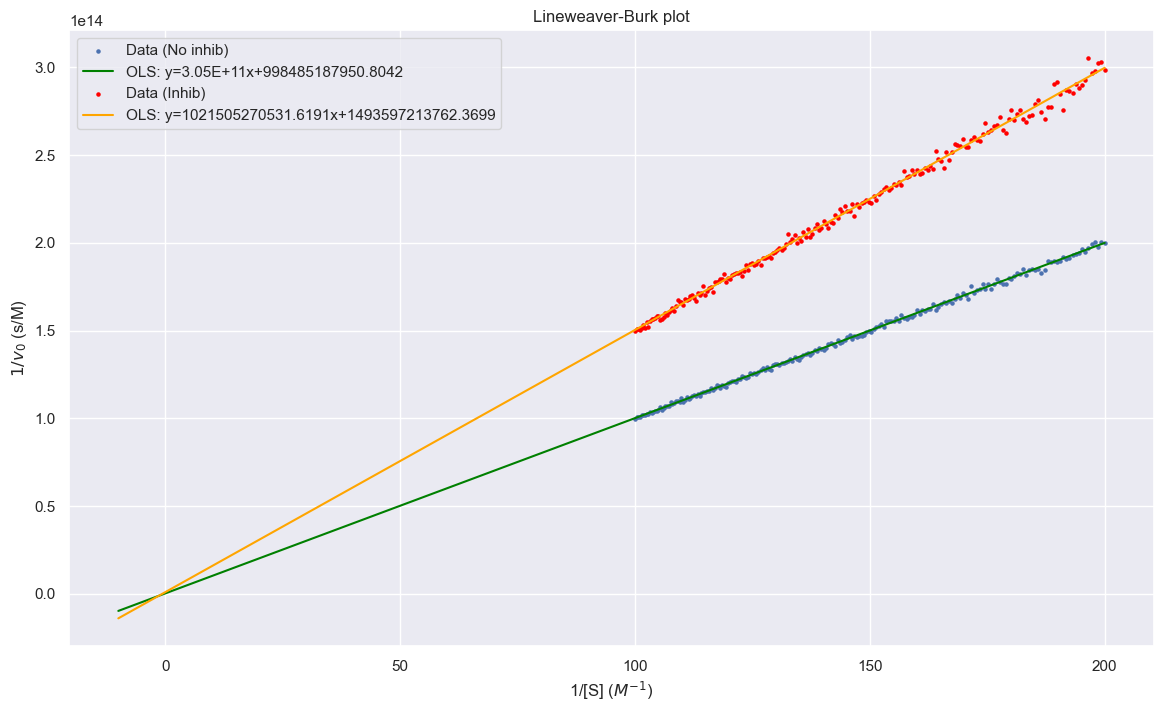 Lineweaver-Burk plot
1e14
Data (No inhib)
OLS: y=3.05E+11x+998485187950.8042
Data (Inhib)
OLS: y=1021505270531.6191x+1493597213762.3699
3.0
2.5
2.0
1.5
1.0
0.5
0.0
1/v₀ (s/M)
0 50 100 150 200
1/[S] (M⁻¹)